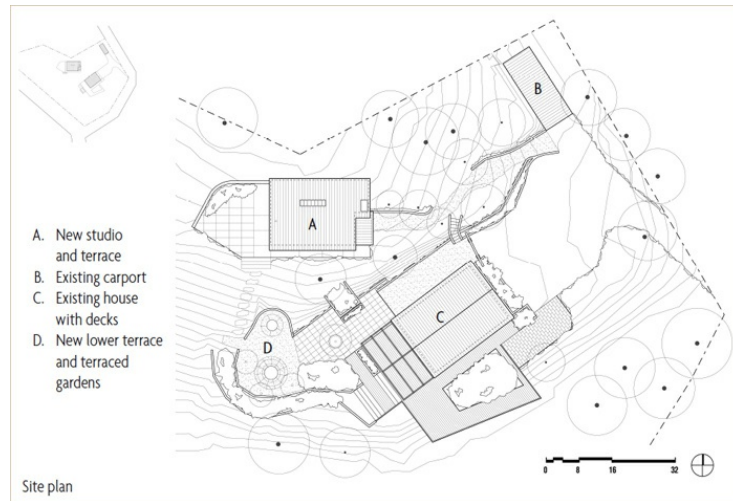 A. New studio
and terrace
B. Existing carport
C. Existing house
with decks
D. New lower terrace
and terraced
gardens
B
A
C
D
0 8 16 32
Site plan